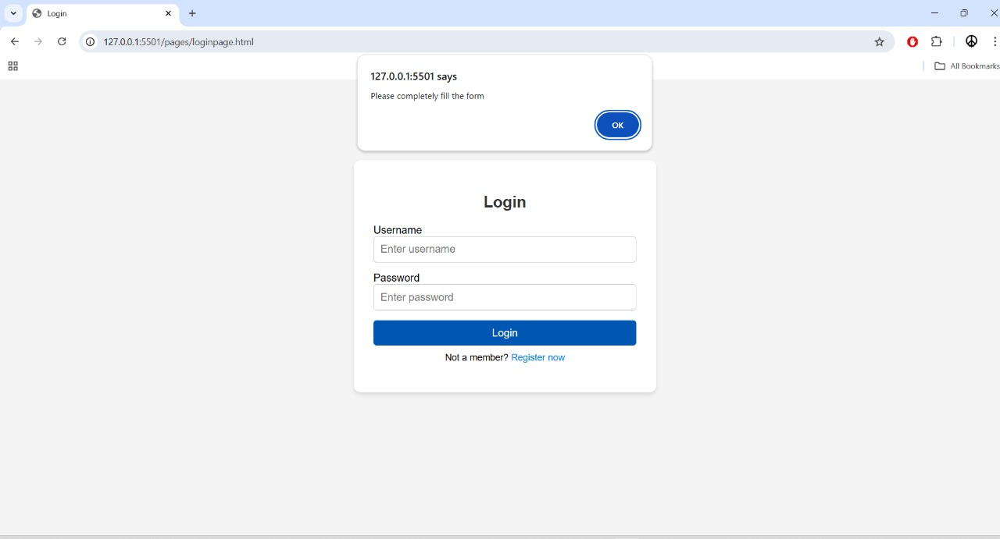 Login
127.0.0.1:5501/pages/loginpage.html
All Bookmarks
127.0.0.1:5501 says
Please completely fill the form
OK
Login
Username
Enter username
Password
Enter password
Login
Not a member? Register now